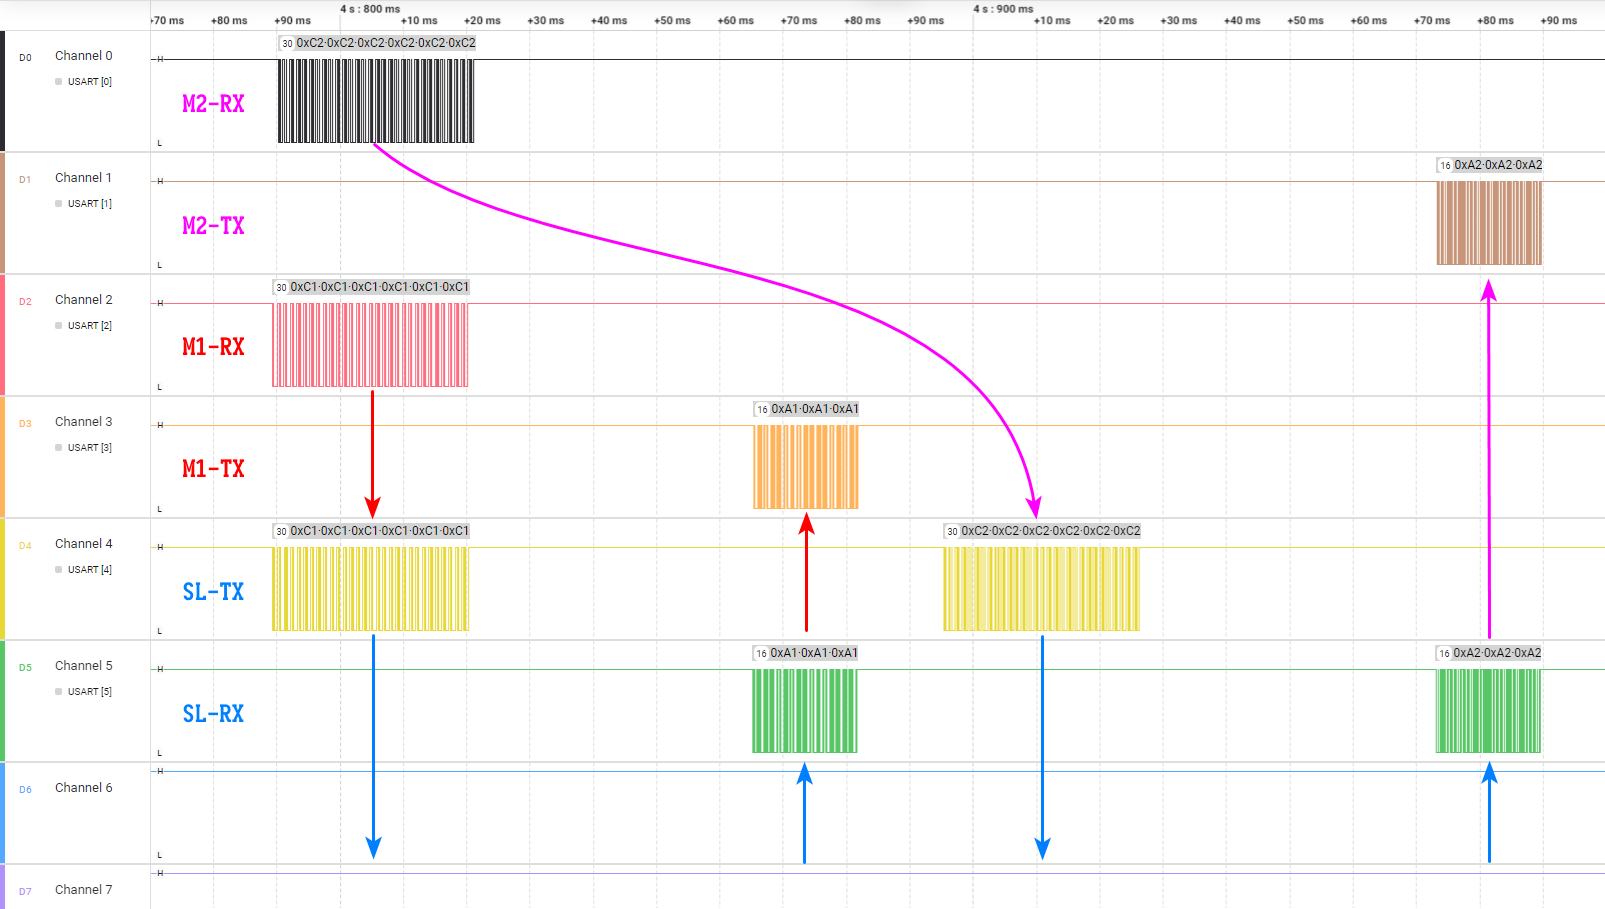 4 s : 800 ms 4 s : 900 ms
+70 ms +80 ms +90 ms +10 ms +20 ms +30 ms +40 ms +50 ms +60 ms +70 ms +80 ms +90 ms +10 ms +20 ms +30 ms +40 ms +50 ms +60 ms +70 ms +80 ms +90 ms
30 0xC2·0xC2·0xC2·0xC2·0xC2·0xC2
D0 Channel 0 H
USART [0]
M2-RX
L
16 0xA2·0xA2·0xA2
D1 Channel 1 H
USART [1]
M2-TX
L
30 0xC1·0xC1·0xC1·0xC1·0xC1·0xC1
D2 Channel 2 H
USART [2]
M1-RX
L
16 0xA1·0xA1·0xA1
D3 Channel 3 H
USART [3]
M1-TX
L
30 0xC1·0xC1·0xC1·0xC1·0xC1·0xC1 30 0xC2·0xC2·0xC2·0xC2·0xC2·0xC2
D4 Channel 4 H
USART [4]
SL-TX
L
16 0xA1·0xA1·0xA1 16 0xA2·0xA2·0xA2
D5 Channel 5 H
USART [5]
SL-RX
L
H
D6 Channel 6
L
H
D7 Channel 7